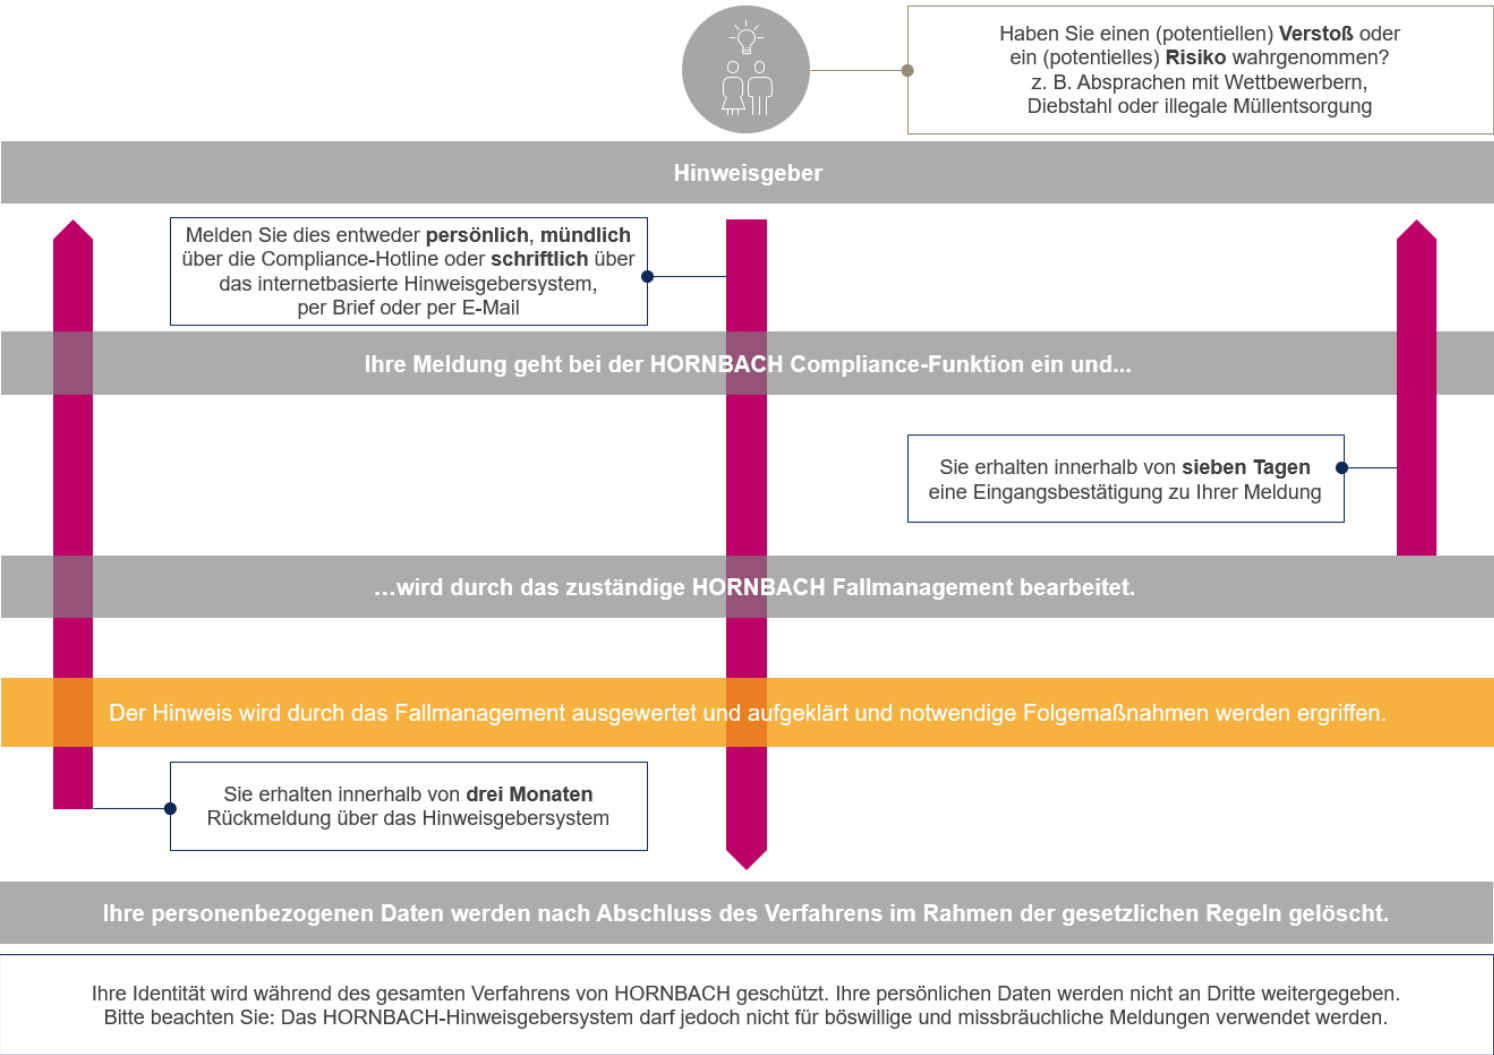 Haben Sie einen (potentiellen) Verstoß oder
ein (potentielles) Risiko wahrgenommen?
z. B. Absprachen mit Wettbewerbern,
Diebstahl oder illegale Müllentsorgung
Hinweisgeber
Melden Sie dies entweder persönlich, mündlich
über die Compliance-Hotline oder schriftlich über
das internetbasierte Hinweisgebersystem,
per Brief oder per E-Mail
Ihre Meldung geht bei der HORNBACH Compliance-Funktion ein und...
Sie erhalten innerhalb von sieben Tagen
eine Eingangsbestätigung zu Ihrer Meldung
…wird durch das zuständige HORNBACH Fallmanagement bearbeitet.
Der Hinweis wird durch das Fallmanagement ausgewertet und aufgeklärt und notwendige Folgemaßnahmen werden ergriffen.
Sie erhalten innerhalb von drei Monaten
Rückmeldung über das Hinweisgebersystem
Ihre personenbezogenen Daten werden nach Abschluss des Verfahrens im Rahmen der gesetzlichen Regeln gelöscht.
Ihre Identität wird während des gesamten Verfahrens von HORNBACH geschützt. Ihre persönlichen Daten werden nicht an Dritte weitergegeben.
Bitte beachten Sie: Das HORNBACH-Hinweisgebersystem darf jedoch nicht für böswillige und missbräuchliche Meldungen verwendet werden.